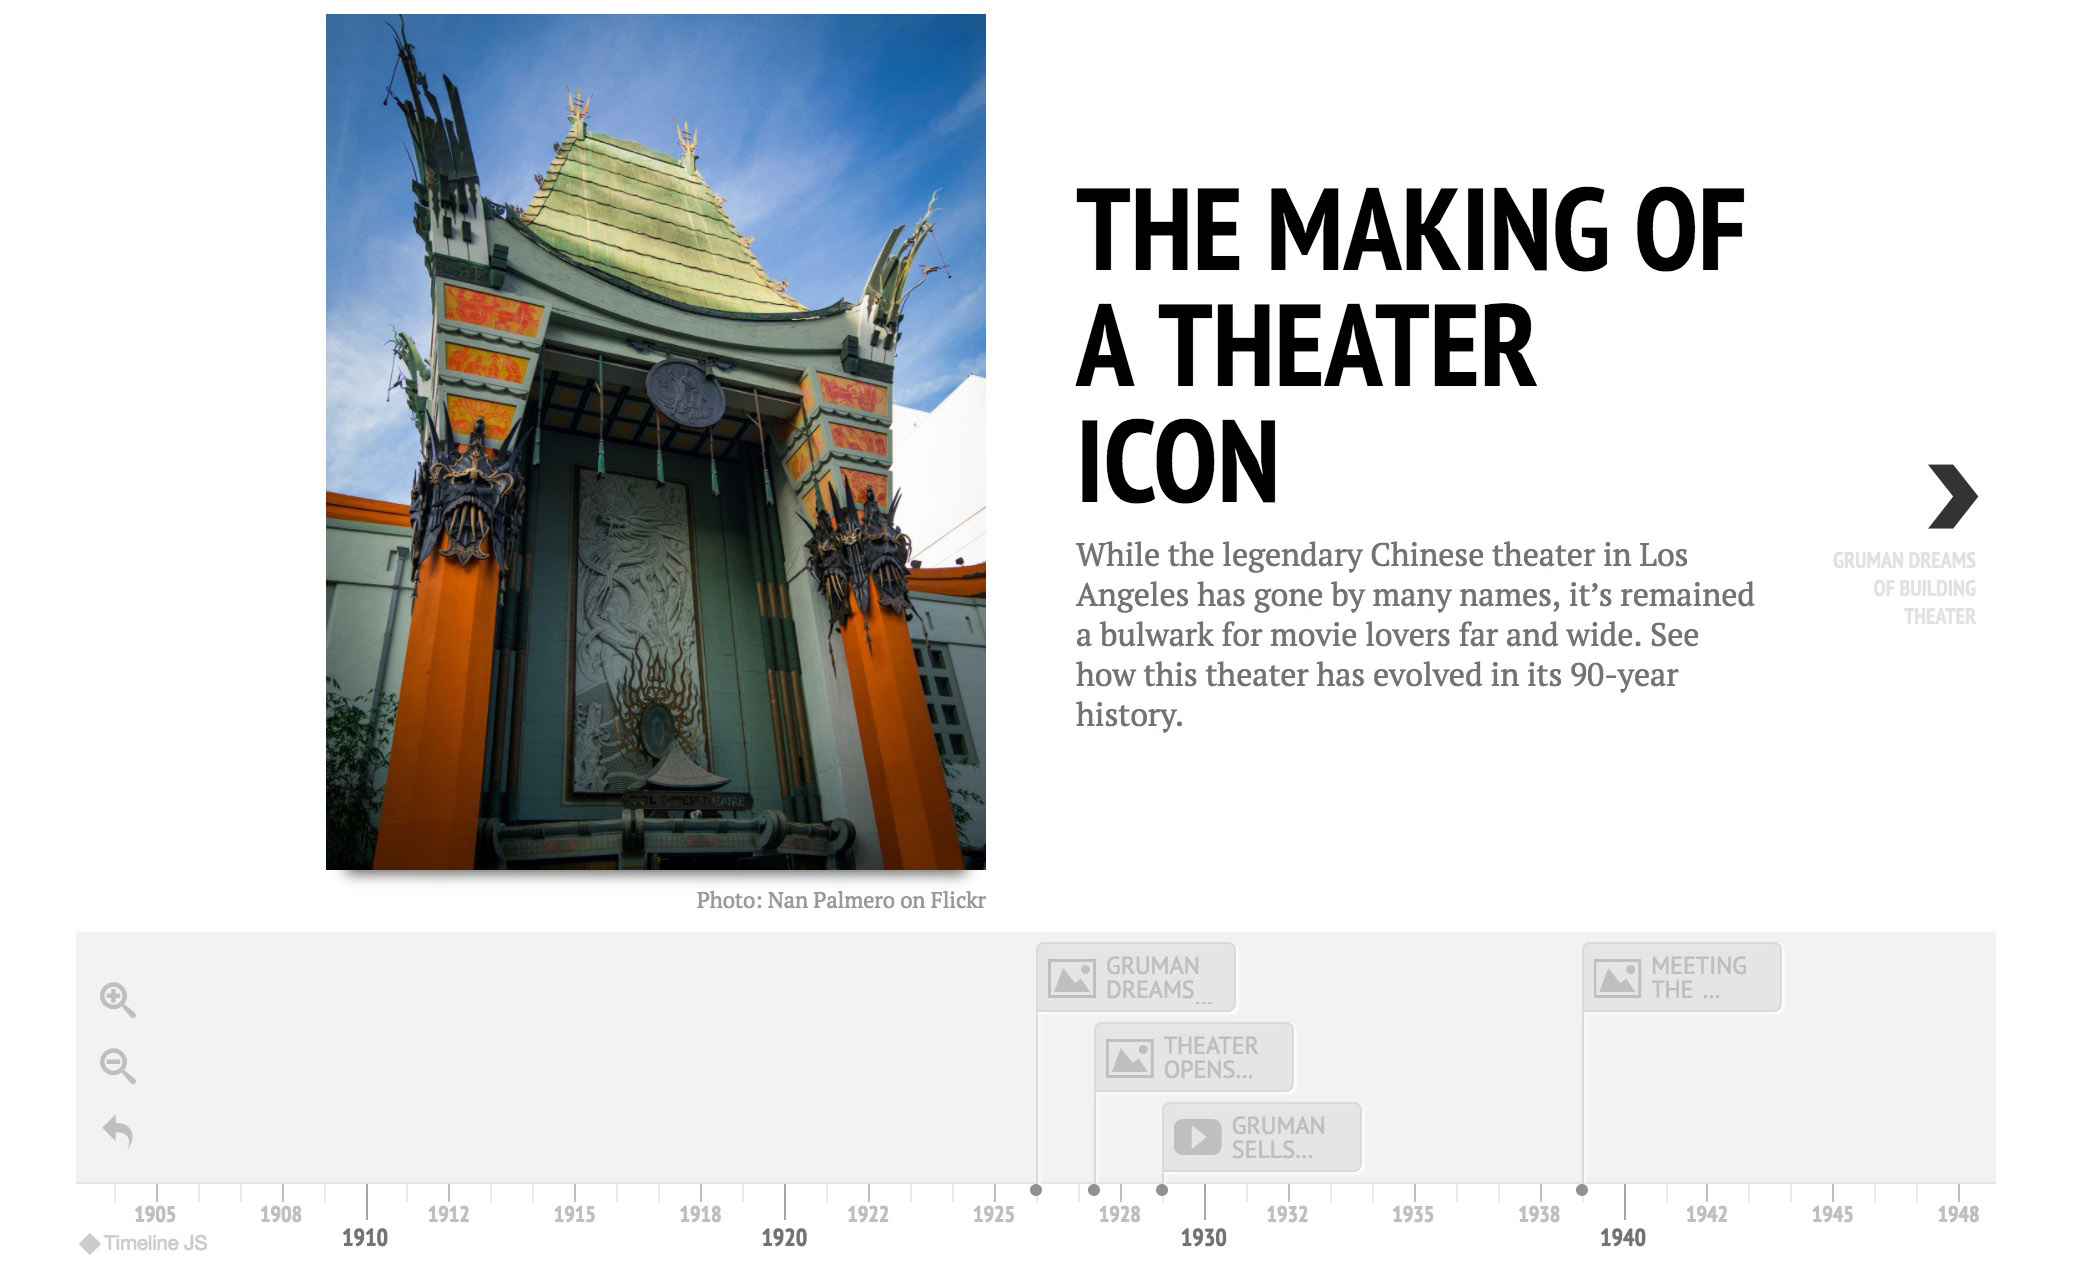 THE MAKING OF
A THEATER
ICON
While the legendary Chinese theater in Los
Angeles has gone by many names, it’s remained
a bulwark for movie lovers far and wide. See
how this theater has evolved in its 90-year
history.
GRUMAN DREAMS
OF BUILDING
THEATER
CHINESE THEATRE
Photo: Nan Palmero on Flickr
GRUMAN
DREAMS...
MEETING
THE ...
THEATER
OPENS...
GRUMAN
SELLS...
1905 1908 1912 1915 1918 1922 1925 1928 1932 1935 1938 1942 1945 1948
1910 1920 1930 1940
Timeline JS